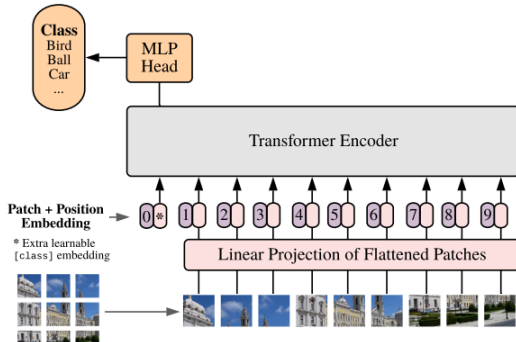 Class
Bird
Ball
Car
...
MLP
Head
Transformer Encoder
Patch + Position
Embedding
0 * 1 2 3 4 5 6 7 8 9
* Extra learnable
[class] embedding
Linear Projection of Flattened Patches